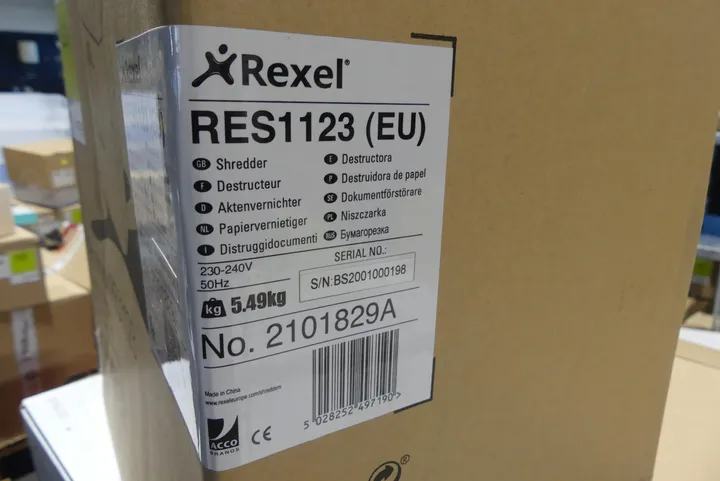 Rexel®
RES1123 (EU)
GB Shredder
F Destructeur
D Aktenvernichter
NL Papiervernietiger
I Distruggidocumenti
E Destructora
P Destruidora de papel
SE Dokumentförstörare
PL Niszczarka
RUS Бумагорезка
230-240V
50Hz
SERIAL NO.:
S/N:BS2001000198
kg 5.49kg
No. 2101829A
Made in China
www.rexeleurope.com/shredders
5 028252 497190 >
ACCO
BRANDS
CE
®